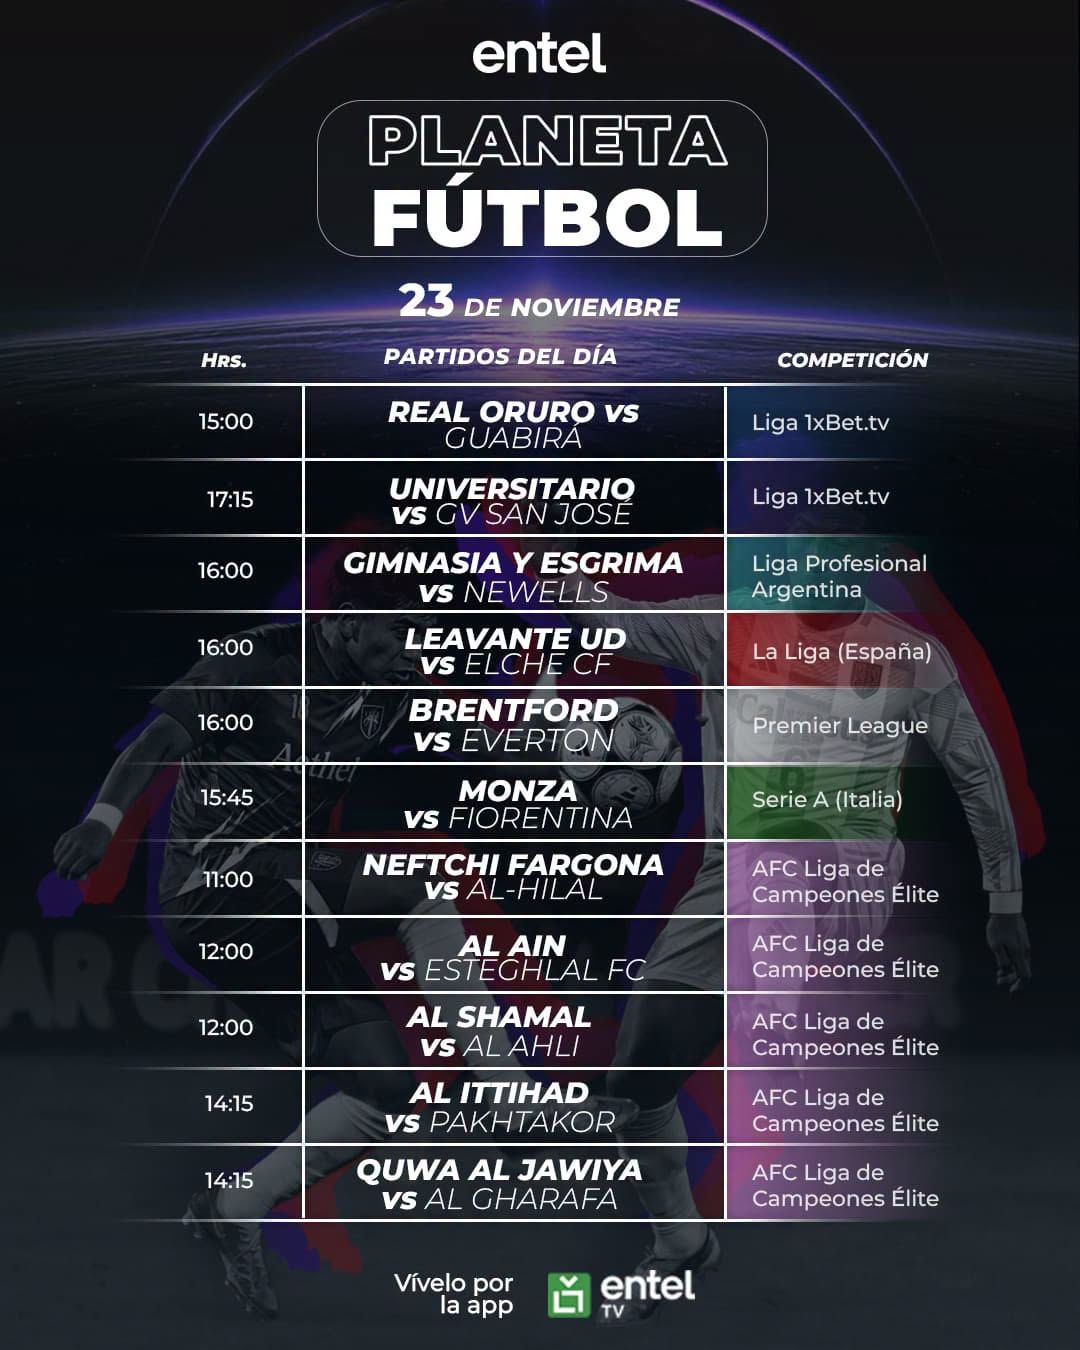 entel
PLANETA
FÚTBOL
23 DE NOVIEMBRE
Hrs. PARTIDOS DEL DÍA COMPETICIÓN
15:00 REAL ORURO vs Liga 1xBet.tv
GUABIRÁ
17:15 UNIVERSITARIO Liga 1xBet.tv
vs GV SAN JOSÉ
16:00 GIMNASIA Y ESGRIMA Liga Profesional
vs NEWELLS Argentina
16:00 LEAVANTE UD La Liga (España)
vs ELCHE CF
16:00 BRENTFORD Premier League
vs EVERTON
15:45 MONZA Serie A (Italia)
vs FIORENTINA
11:00 NEFTCHI FARGONA AFC Liga de
vs AL-HILAL Campeones Élite
12:00 AL AIN AFC Liga de
vs ESTEGHLAL FC Campeones Élite
12:00 AL SHAMAL AFC Liga de
vs AL AHLI Campeones Élite
14:15 AL ITTIHAD AFC Liga de
vs PAKHTAKOR Campeones Élite
14:15 QUWA AL JAWIYA AFC Liga de
vs AL GHARAFA Campeones Élite
Aethel
Vívelo por
la app
entel
TV